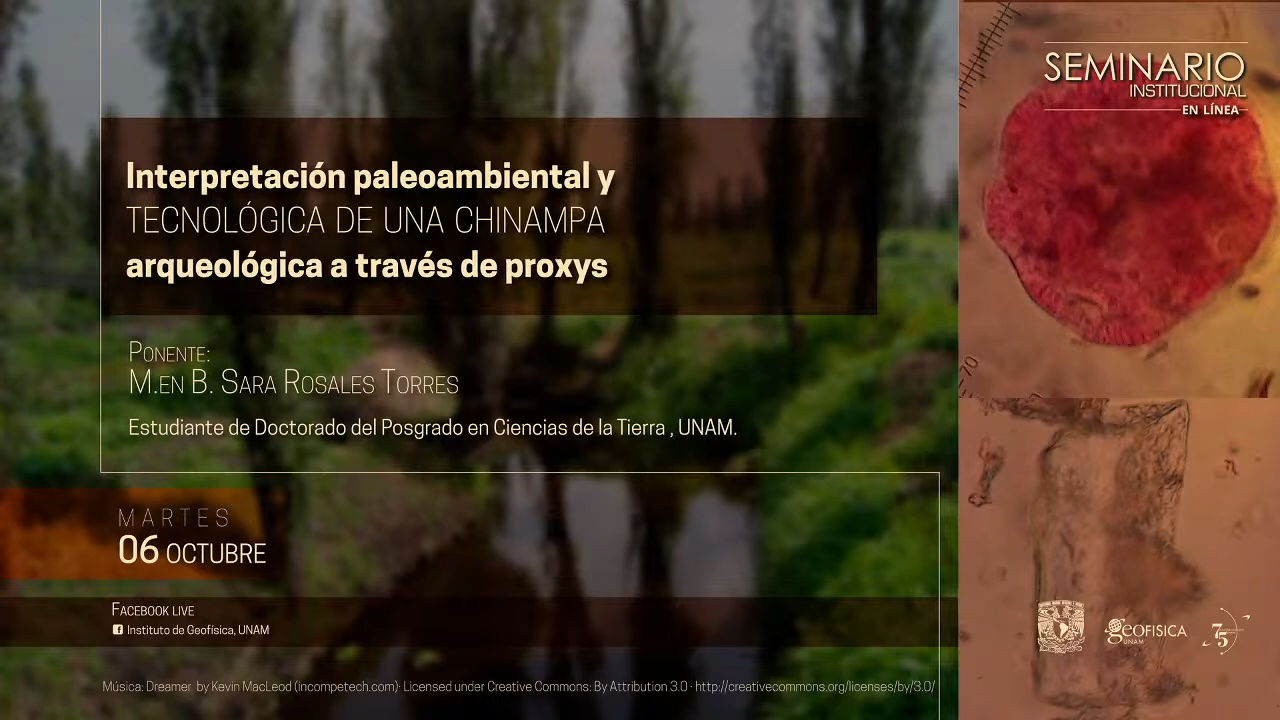 SEMINARIO
INSTITUCIONAL
EN LÍNEA
Interpretación paleoambiental y
TECNOLÓGICA DE UNA CHINAMPA
arqueológica a través de proxys
PONENTE:
M.EN B. SARA ROSALES TORRES
Estudiante de Doctorado del Posgrado en Ciencias de la Tierra , UNAM.
MARTES
06 OCTUBRE
FACEBOOK LIVE
Instituto de Geofísica, UNAM
Música: Dreamer by Kevin MacLeod (incompetech.com)· Licensed under Creative Commons: By Attribution 3.0 · http://creativecommons.org/licenses/by/3.0/
70
GEOFISICA
UNAM
75